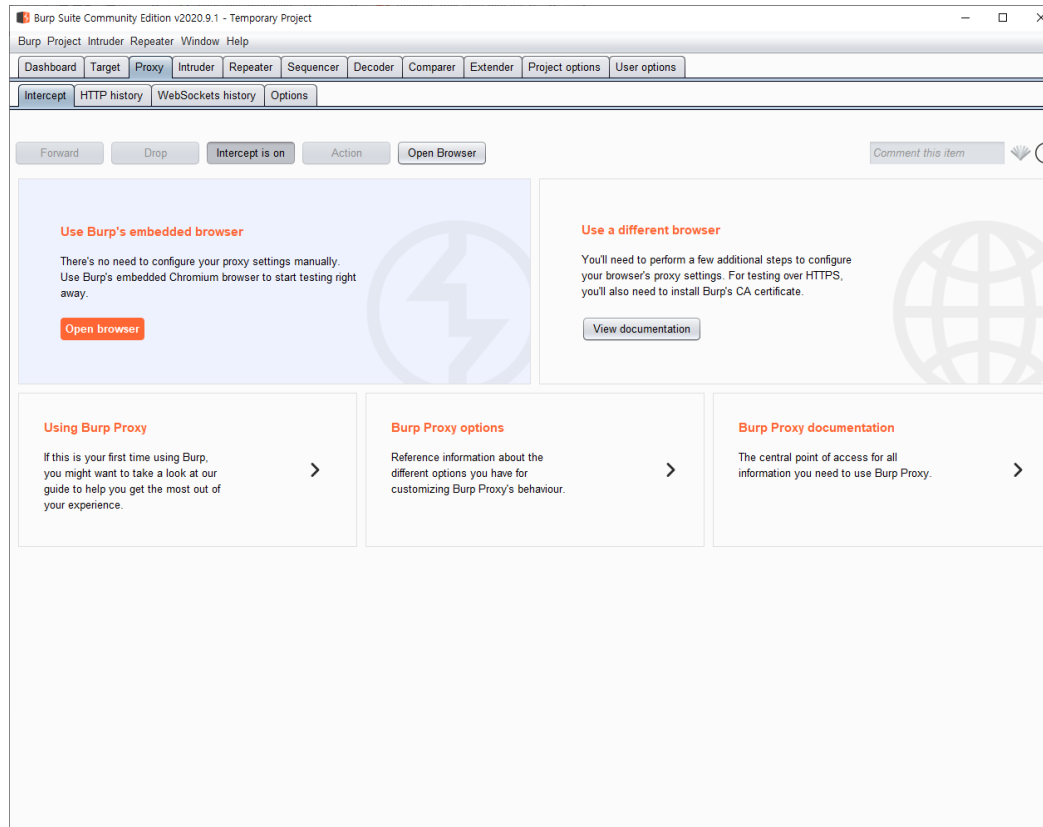 Burp Suite Community Edition v2020.9.1 - Temporary Project
Burp Project Intruder Repeater Window Help
Dashboard Target Proxy Intruder Repeater Sequencer Decoder Comparer Extender Project options User options
Intercept HTTP history WebSockets history Options
Forward Drop Intercept is on Action Open Browser Comment this item
Use Burp's embedded browser
There's no need to configure your proxy settings manually.
Use Burp's embedded Chromium browser to start testing right
away.
Open browser
Use a different browser
You'll need to perform a few additional steps to configure
your browser's proxy settings. For testing over HTTPS,
you'll also need to install Burp's CA certificate.
View documentation
Using Burp Proxy
If this is your first time using Burp,
you might want to take a look at our
guide to help you get the most out of
your experience.
Burp Proxy options
Reference information about the
different options you have for
customizing Burp Proxy's behaviour.
Burp Proxy documentation
The central point of access for all
information you need to use Burp Proxy.